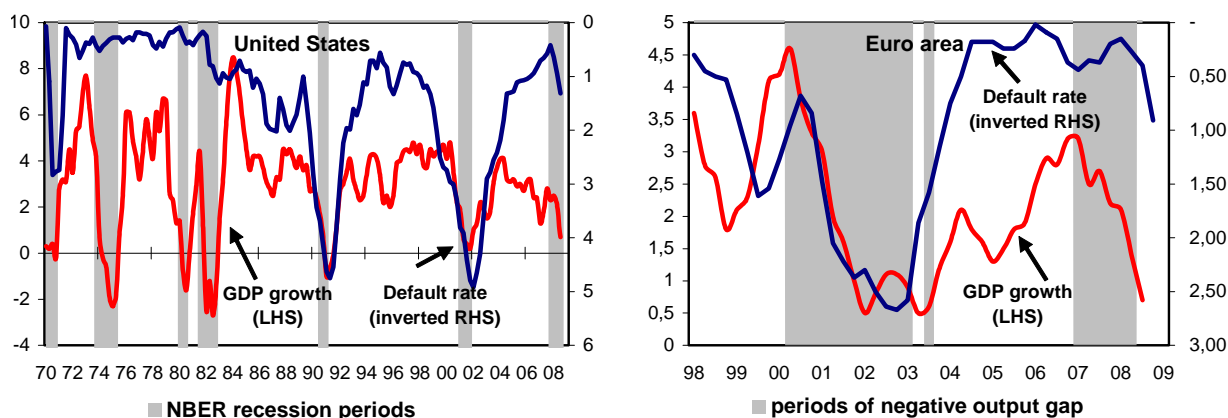 United States
10
8
6
4
2
0
-2
-4
0
1
2
3
4
5
6
GDP growth
(LHS)
Default rate
(inverted RHS)
70 72 74 76 78 80 82 84 86 88 90 92 94 96 98 00 02 04 06 08
NBER recession periods
Euro area
5
4,5
4
3,5
3
2,5
2
1,5
1
0,5
0
-
0,50
1,00
1,50
2,00
2,50
3,00
Default rate
(inverted RHS)
GDP growth
(LHS)
98 99 00 01 02 03 04 05 06 07 08 09
periods of negative output gap